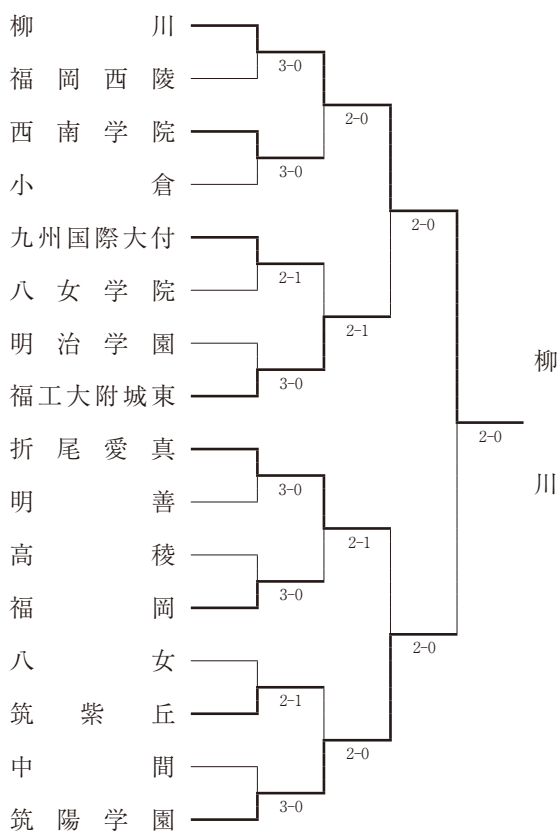 柳川
福岡西陵
西南学院
小倉
九州国際大付
八女学院
明治学園
福工大附城東
折尾愛真
明善
高稜
福岡
八女
筑紫丘
中間
筑陽学園
3-0
3-0
2-1
3-0
3-0
3-0
2-1
3-0
2-0
2-1
2-1
2-0
2-0
2-0
2-0
柳川